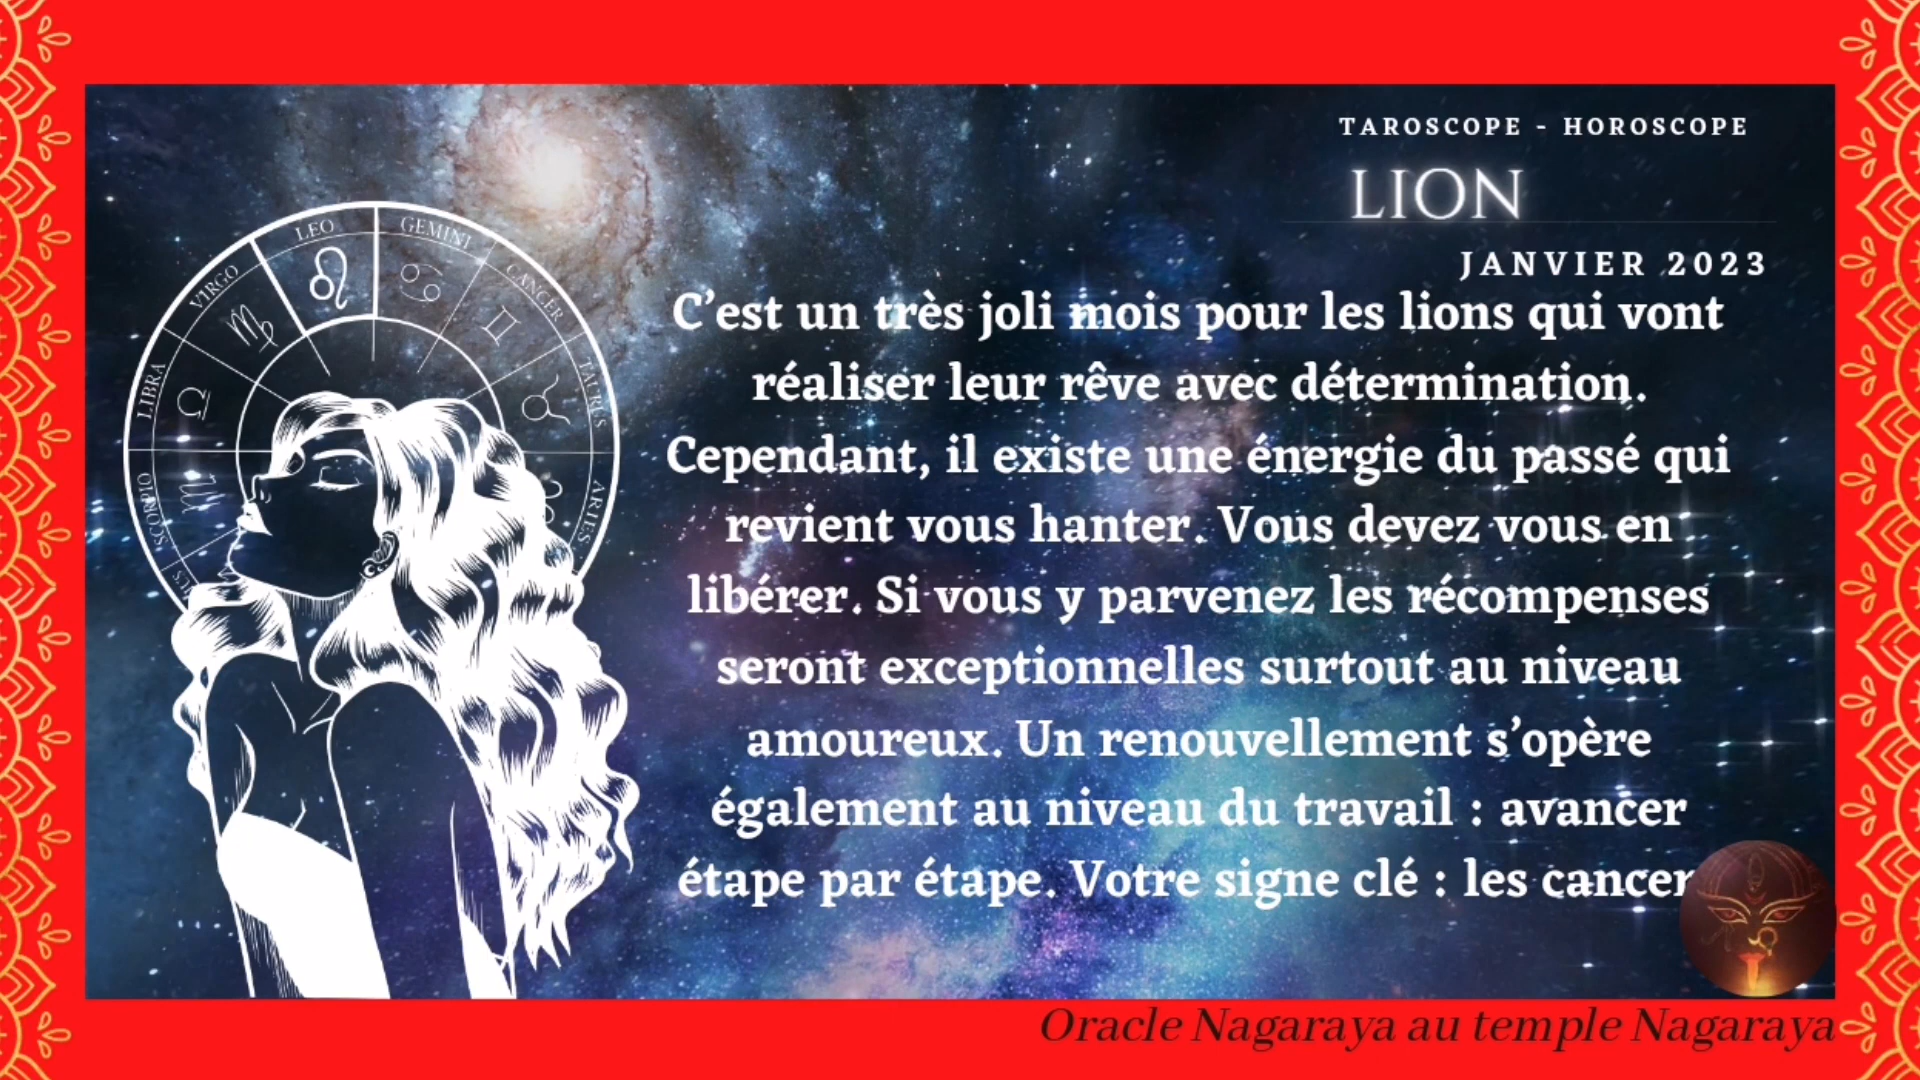 TAROSCOPE - HOROSCOPE
LION
JANVIER 2023
C’est un très joli mois pour les lions qui vont
réaliser leur rêve avec détermination.
Cependant, il existe une énergie du passé qui
revient vous hanter. Vous devez vous en
libérer. Si vous y parvenez les récompenses
seront exceptionnelles surtout au niveau
amoureux. Un renouvellement s’opère
également au niveau du travail : avancer
étape par étape. Votre signe clé : les cancer
LEO
GEMINI
VIRGO
CANCER
LIBRA
TAURUS
SCORPIO
ARIES
Oracle Nagaraya au temple Nagaraya